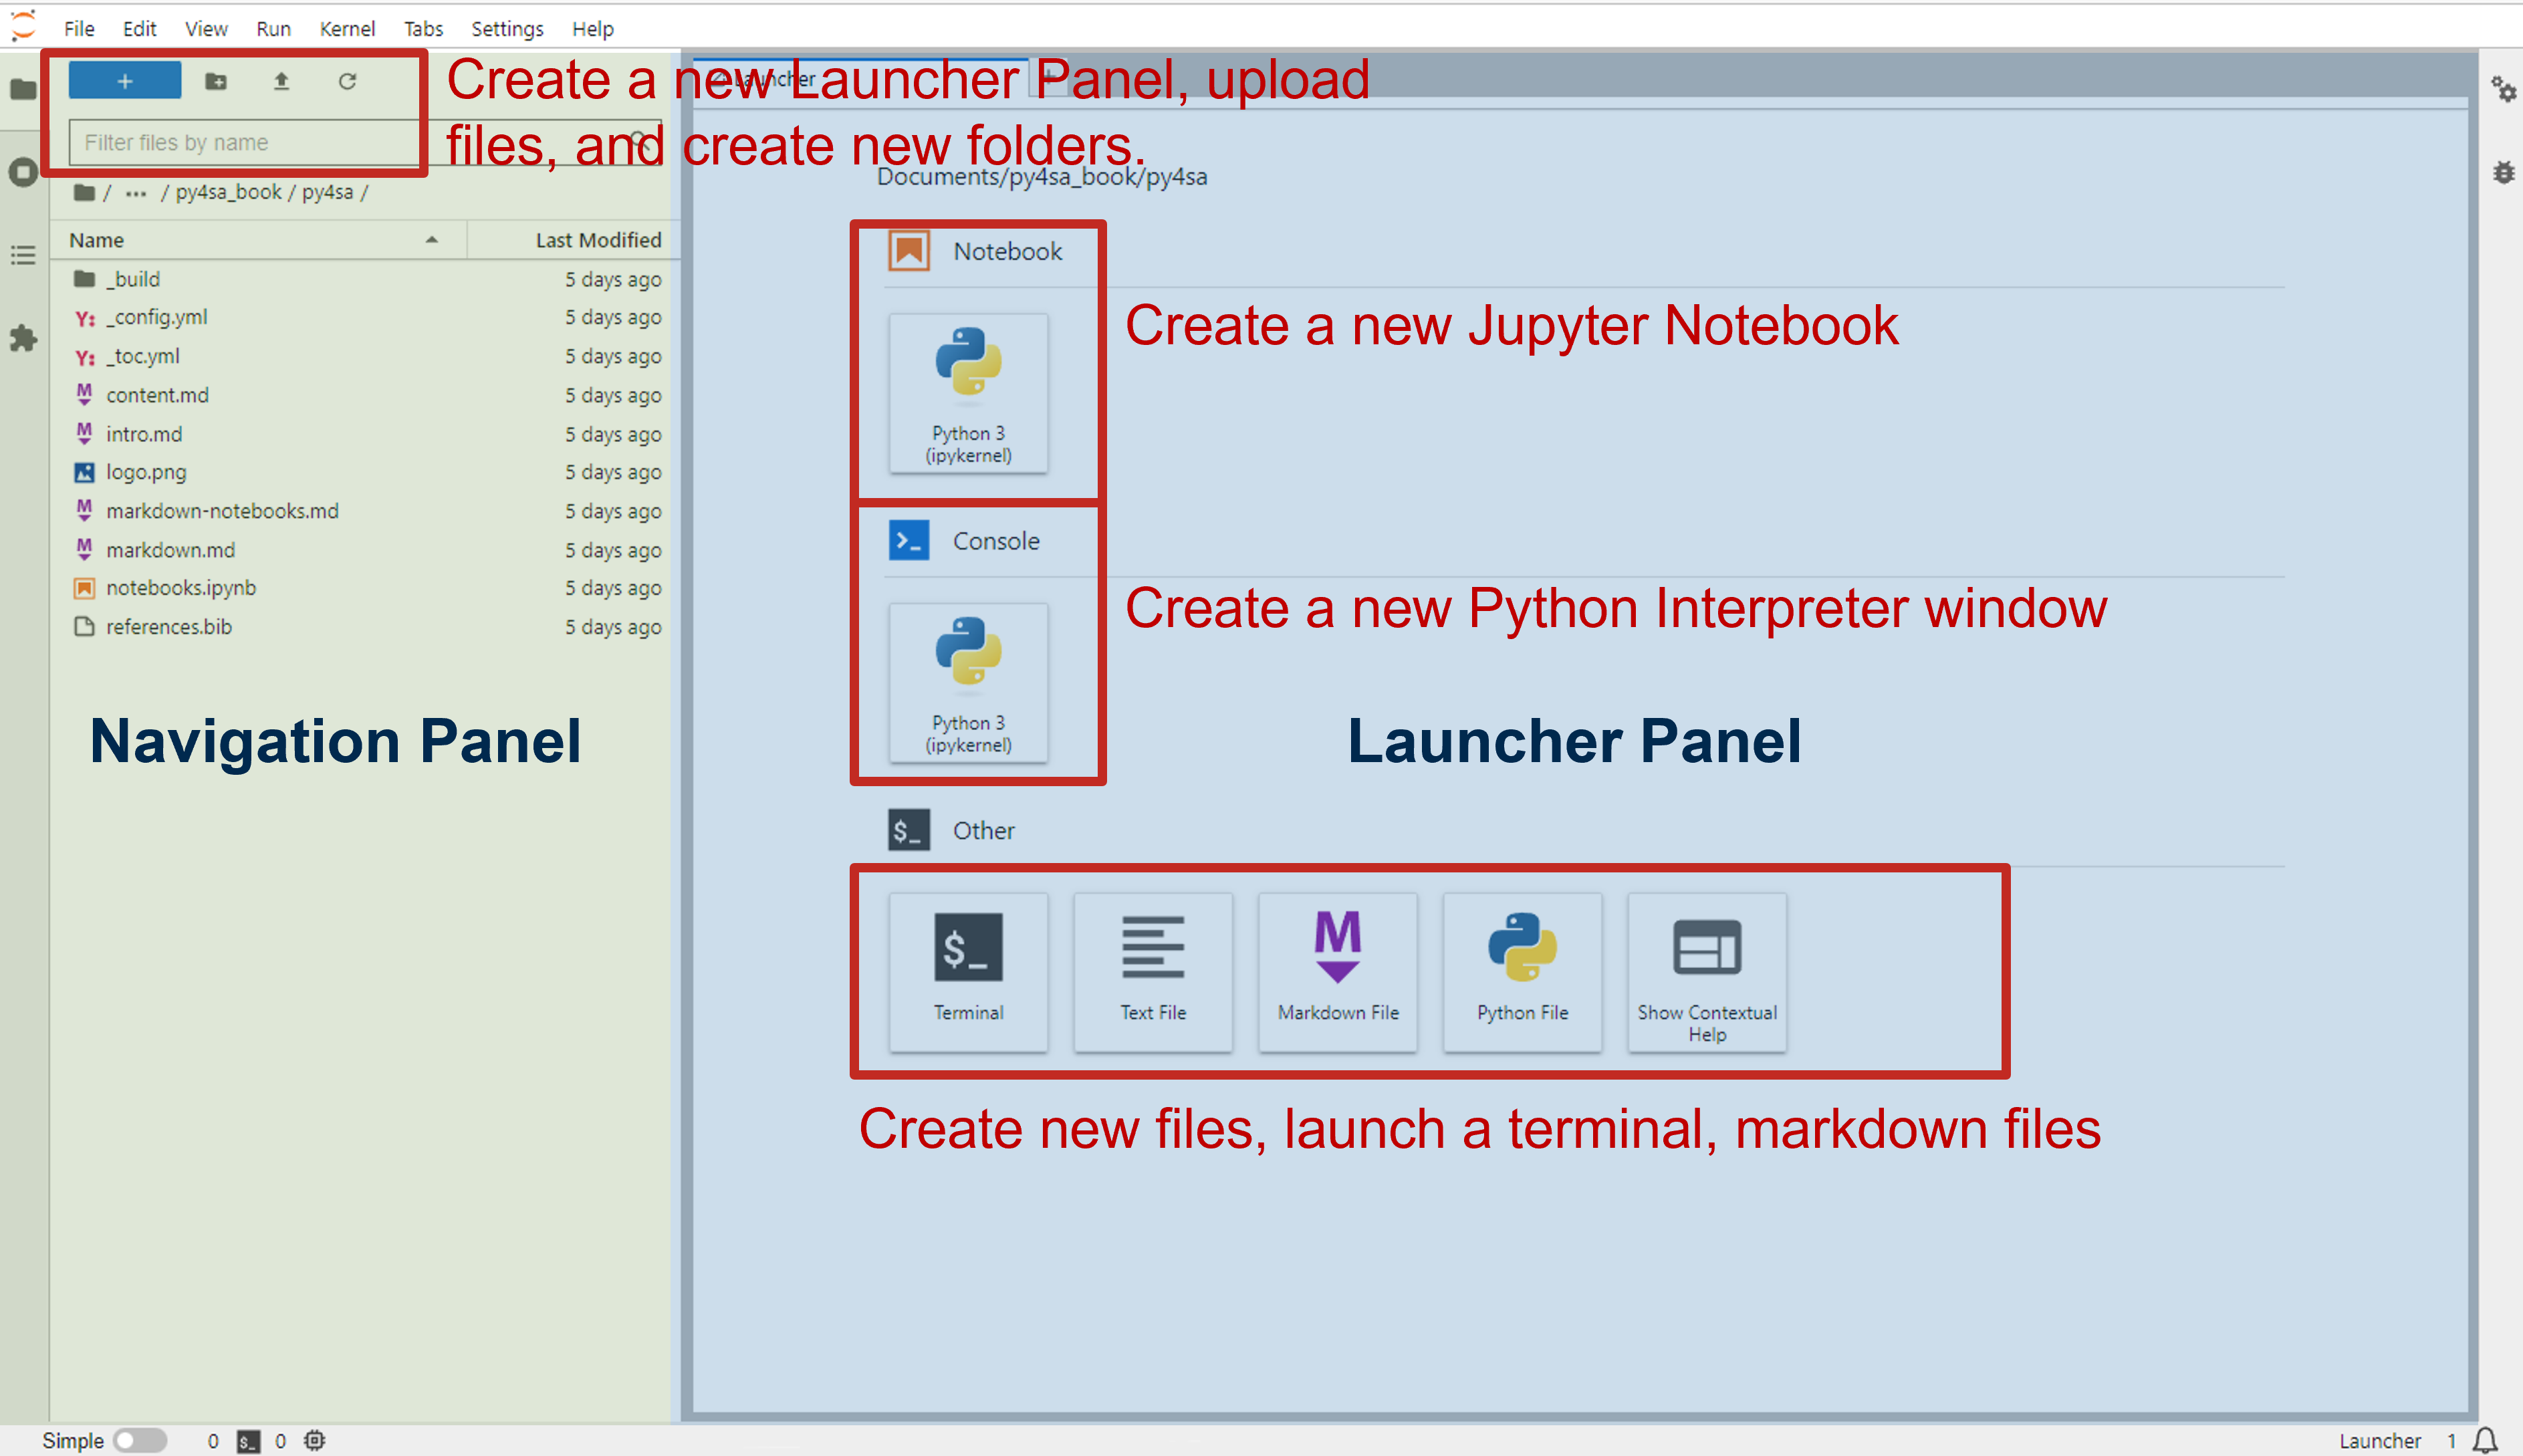 File Edit View Run Kernel Tabs Settings Help
+
Create a new Launcher Panel, upload
files, and create new folders.
Launcher
+
Filter files by name
/ ··· / py4sa_book / py4sa /
Name Last Modified
_build 5 days ago
Y: _config.yml 5 days ago
Y: _toc.yml 5 days ago
M content.md 5 days ago
M intro.md 5 days ago
logo.png 5 days ago
M markdown-notebooks.md 5 days ago
M markdown.md 5 days ago
notebooks.ipynb 5 days ago
references.bib 5 days ago
Navigation Panel
Documents/py4sa_book/py4sa
Notebook
Python 3
(ipykernel)
Create a new Jupyter Notebook
>_ Console
Python 3
(ipykernel)
Create a new Python Interpreter window
Launcher Panel
$_ Other
$_
Terminal
Text File
M
Markdown File
Python File
Show Contextual
Help
Create new files, launch a terminal, markdown files
Simple 0 $_ 0
Launcher 1